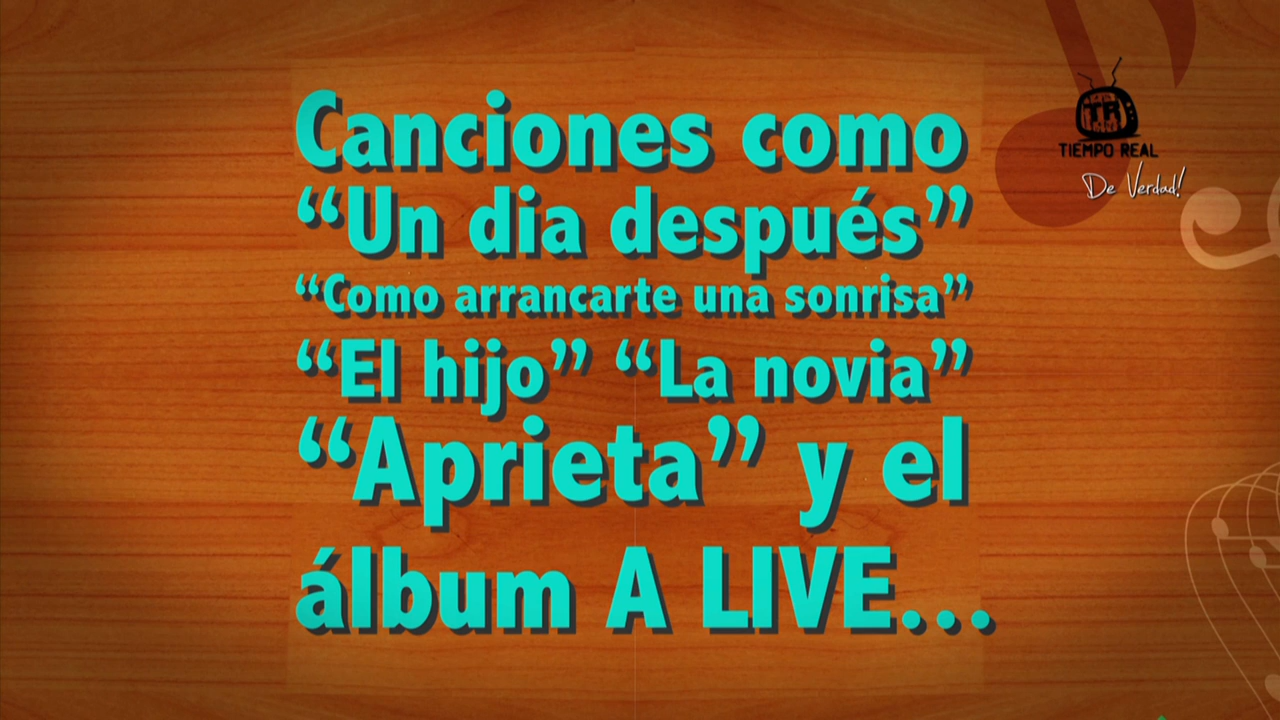 Canciones como
“Un dia después”
“Como arrancarte una sonrisa”
“El hijo” “La novia”
“Aprieta” y el
álbum A LIVE...
TR
TIEMPO REAL
De Verdad!